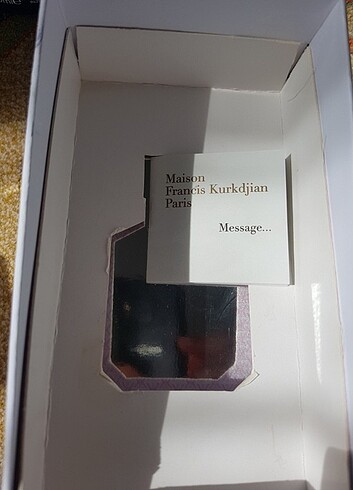 Maison
Francis Kurkdjian
Paris
Message...